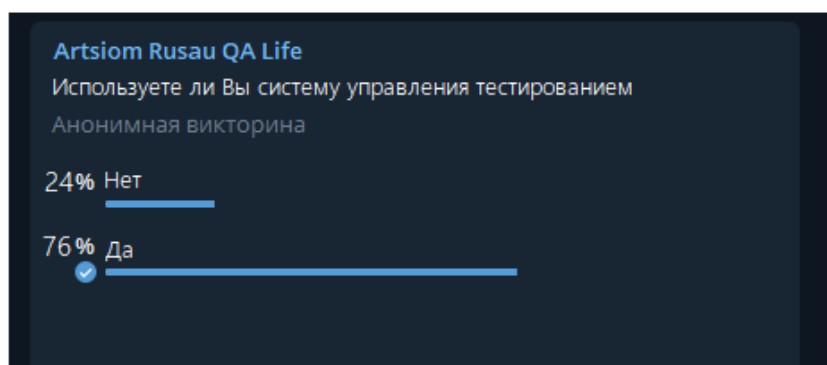 Artsiom Rusau QA Life
Используете ли Вы систему управления тестированием
Анонимная викторина
24% Нет
76% Да